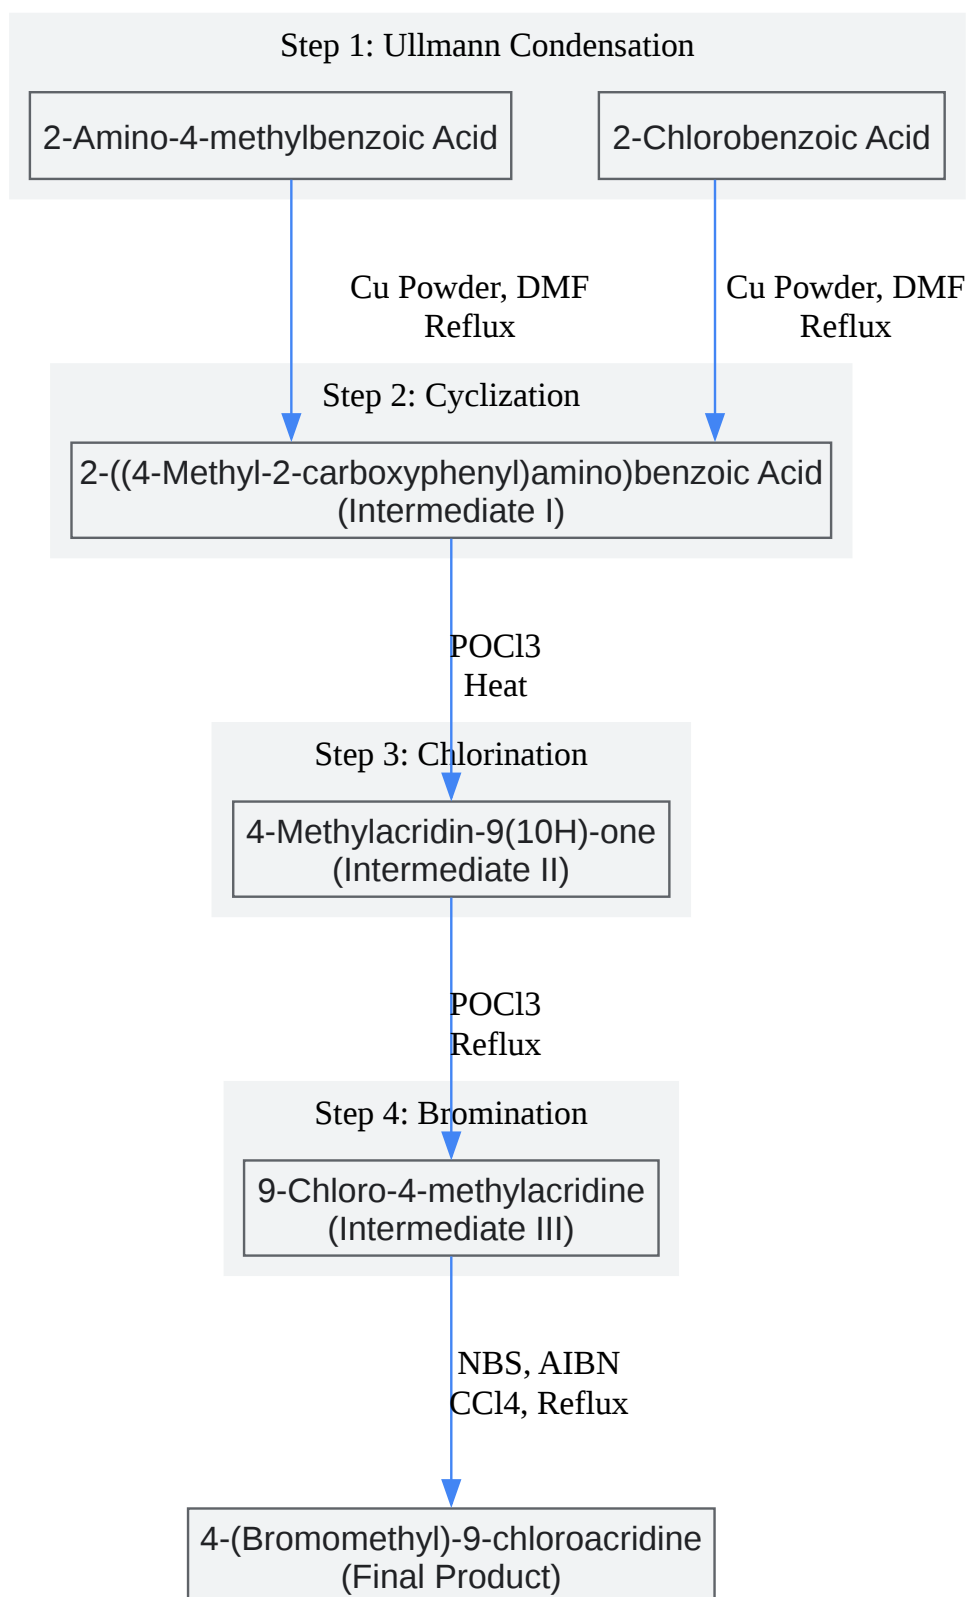 Step 1: Ullmann Condensation
2-Amino-4-methylbenzoic Acid
2-Chlorobenzoic Acid
Cu Powder, DMF
Reflux
Cu Powder, DMF
Reflux
Step 2: Cyclization
2-((4-Methyl-2-carboxyphenyl)amino)benzoic Acid
(Intermediate I)
POCl3
Heat
Step 3: Chlorination
4-Methylacridin-9(10H)-one
(Intermediate II)
POCl3
Reflux
Step 4: Bromination
9-Chloro-4-methylacridine
(Intermediate III)
NBS, AIBN
CCl4, Reflux
4-(Bromomethyl)-9-chloroacridine
(Final Product)